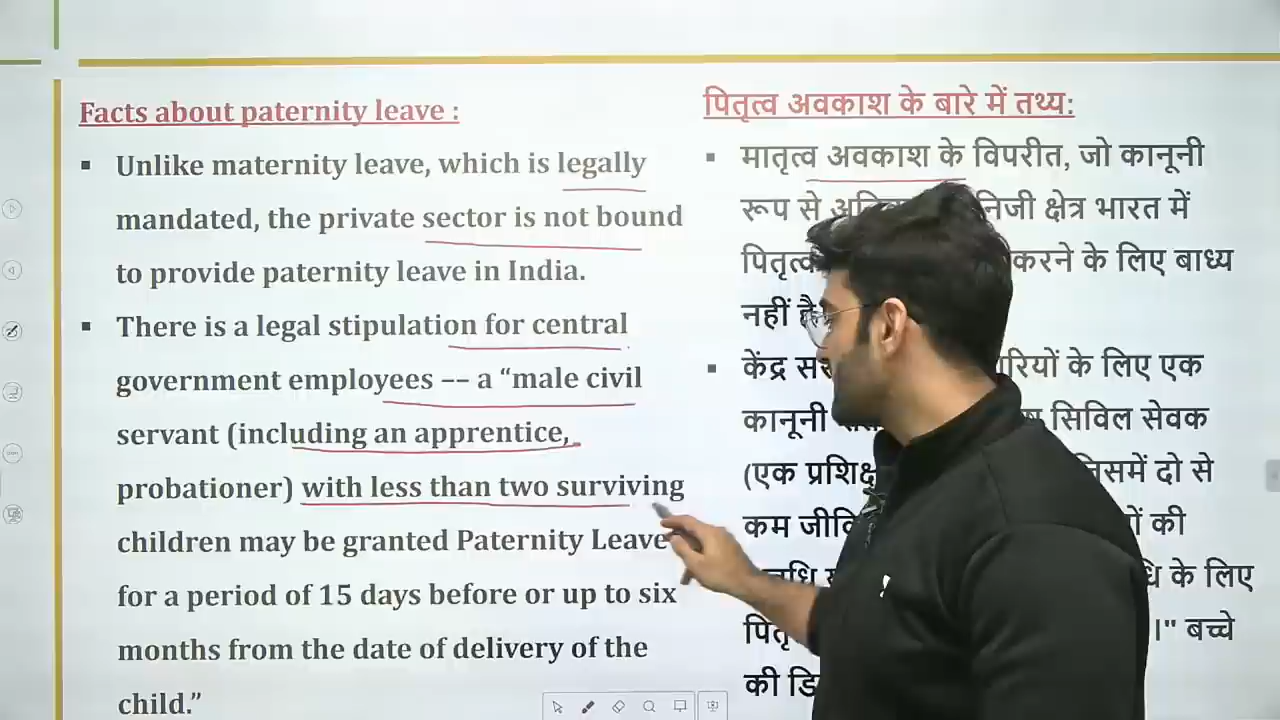 Facts about paternity leave :
▪ Unlike maternity leave, which is legally
mandated, the private sector is not bound
to provide paternity leave in India.
▪ There is a legal stipulation for central
government employees –– a “male civil
servant (including an apprentice,
probationer) with less than two surviving
children may be granted Paternity Leave
for a period of 15 days before or up to six
months from the date of delivery of the
child.”
पितृत्व अवकाश के बारे में तथ्य:
▪ मातृत्व अवकाश के विपरीत, जो कानूनी
रूप से निजी क्षेत्र भारत में
करने के लिए बाध्य
नहीं है
▪ केंद्र के लिए एक
कानूनी सिविल सेवक
(एक में दो से
कम की
के लिए
।" बच्चे
की